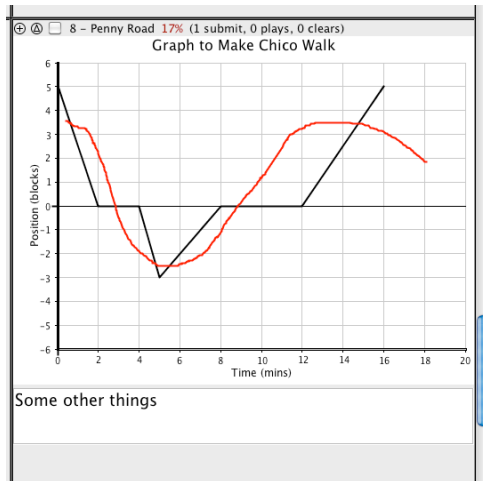 8 – Penny Road 17% (1 submit, 0 plays, 0 clears)
Graph to Make Chico Walk
6
5
4
3
2
1
0
-1
-2
-3
-4
-5
-6
Position (blocks)
0 2 4 6 8 10 12 14 16 18 20
Time (mins)
Some other things